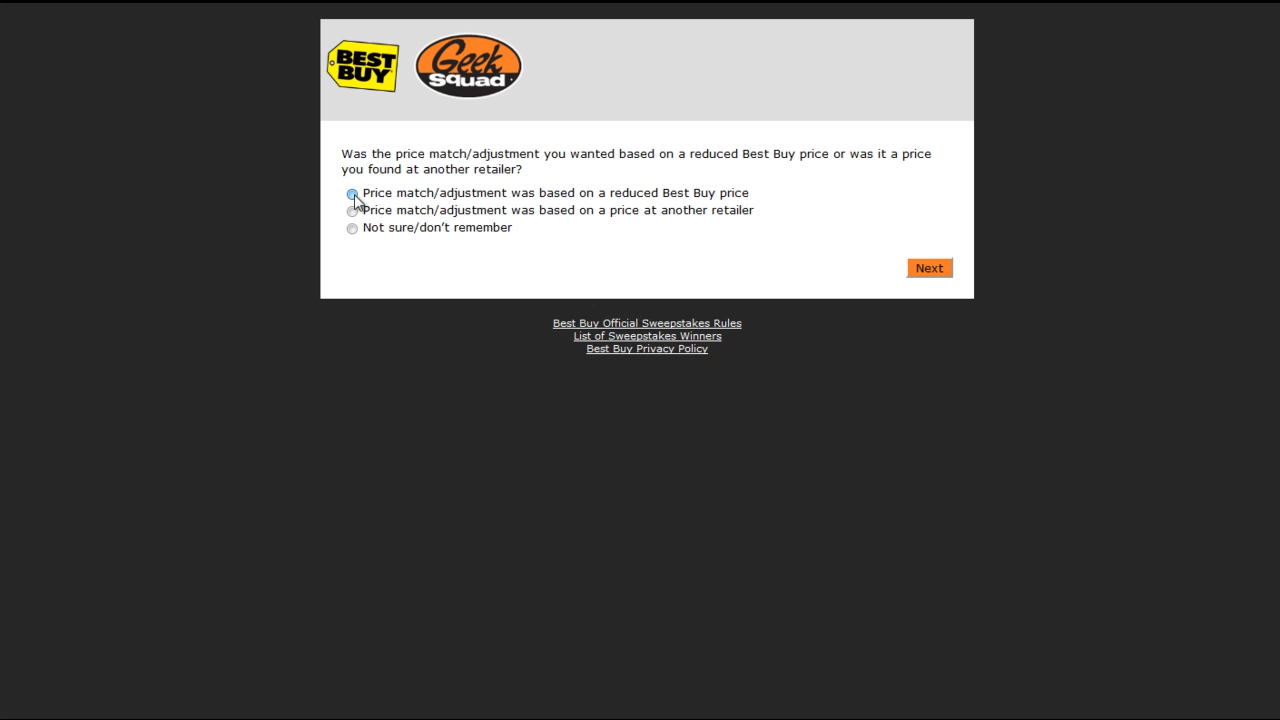 BEST
BUY
Geek
Squad
Was the price match/adjustment you wanted based on a reduced Best Buy price or was it a price
you found at another retailer?
Price match/adjustment was based on a reduced Best Buy price
Price match/adjustment was based on a price at another retailer
Not sure/don't remember
Next
Best Buy Official Sweepstakes Rules
List of Sweepstakes Winners
Best Buy Privacy Policy